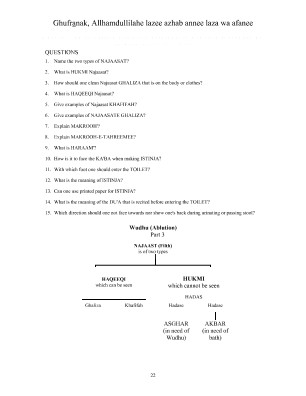 Ghufranak, Allhamdullilahe lazee azhab annee laza wa afanee
QUESTIONS
1. Name the two types of NAJAASAT?
2. What is HUKMI Najaasat?
3. How should one clean Najaasat GHALIZA that is on the body or clothes?
4. What is HAQEEQI Najaasat?
5. Give examples of Najaasat KHAFIFAH?
6. Give examples of NAJAASATE GHALIZA?
7. Explain MAKROOH?
8. Explain MAKROOH-E-TAHREEMEE?
9. What is HARAAM?
10. How is it to face the KA'BA when making ISTINJA?
11. With which foot one should enter the TOILET?
12. What is the meaning of ISTINJA?
13. Can one use printed paper for ISTINJA?
14. What is the meaning of the DUA that is recited before entering the TOILET?
15. Which direction should one not face towards nor show one's back during urinating or passing stool?
Wudhu (Ablution)
Part 3
NAJAAST (Filth)
is of two types
HAQEEQI
which can be seen
HUKMI
which cannot be seen
HADAS
Ghaliza Khafifah Hadase Hadase
ASGHAR AKBAR
(in need of (in need of
Wudhu) bath)
22